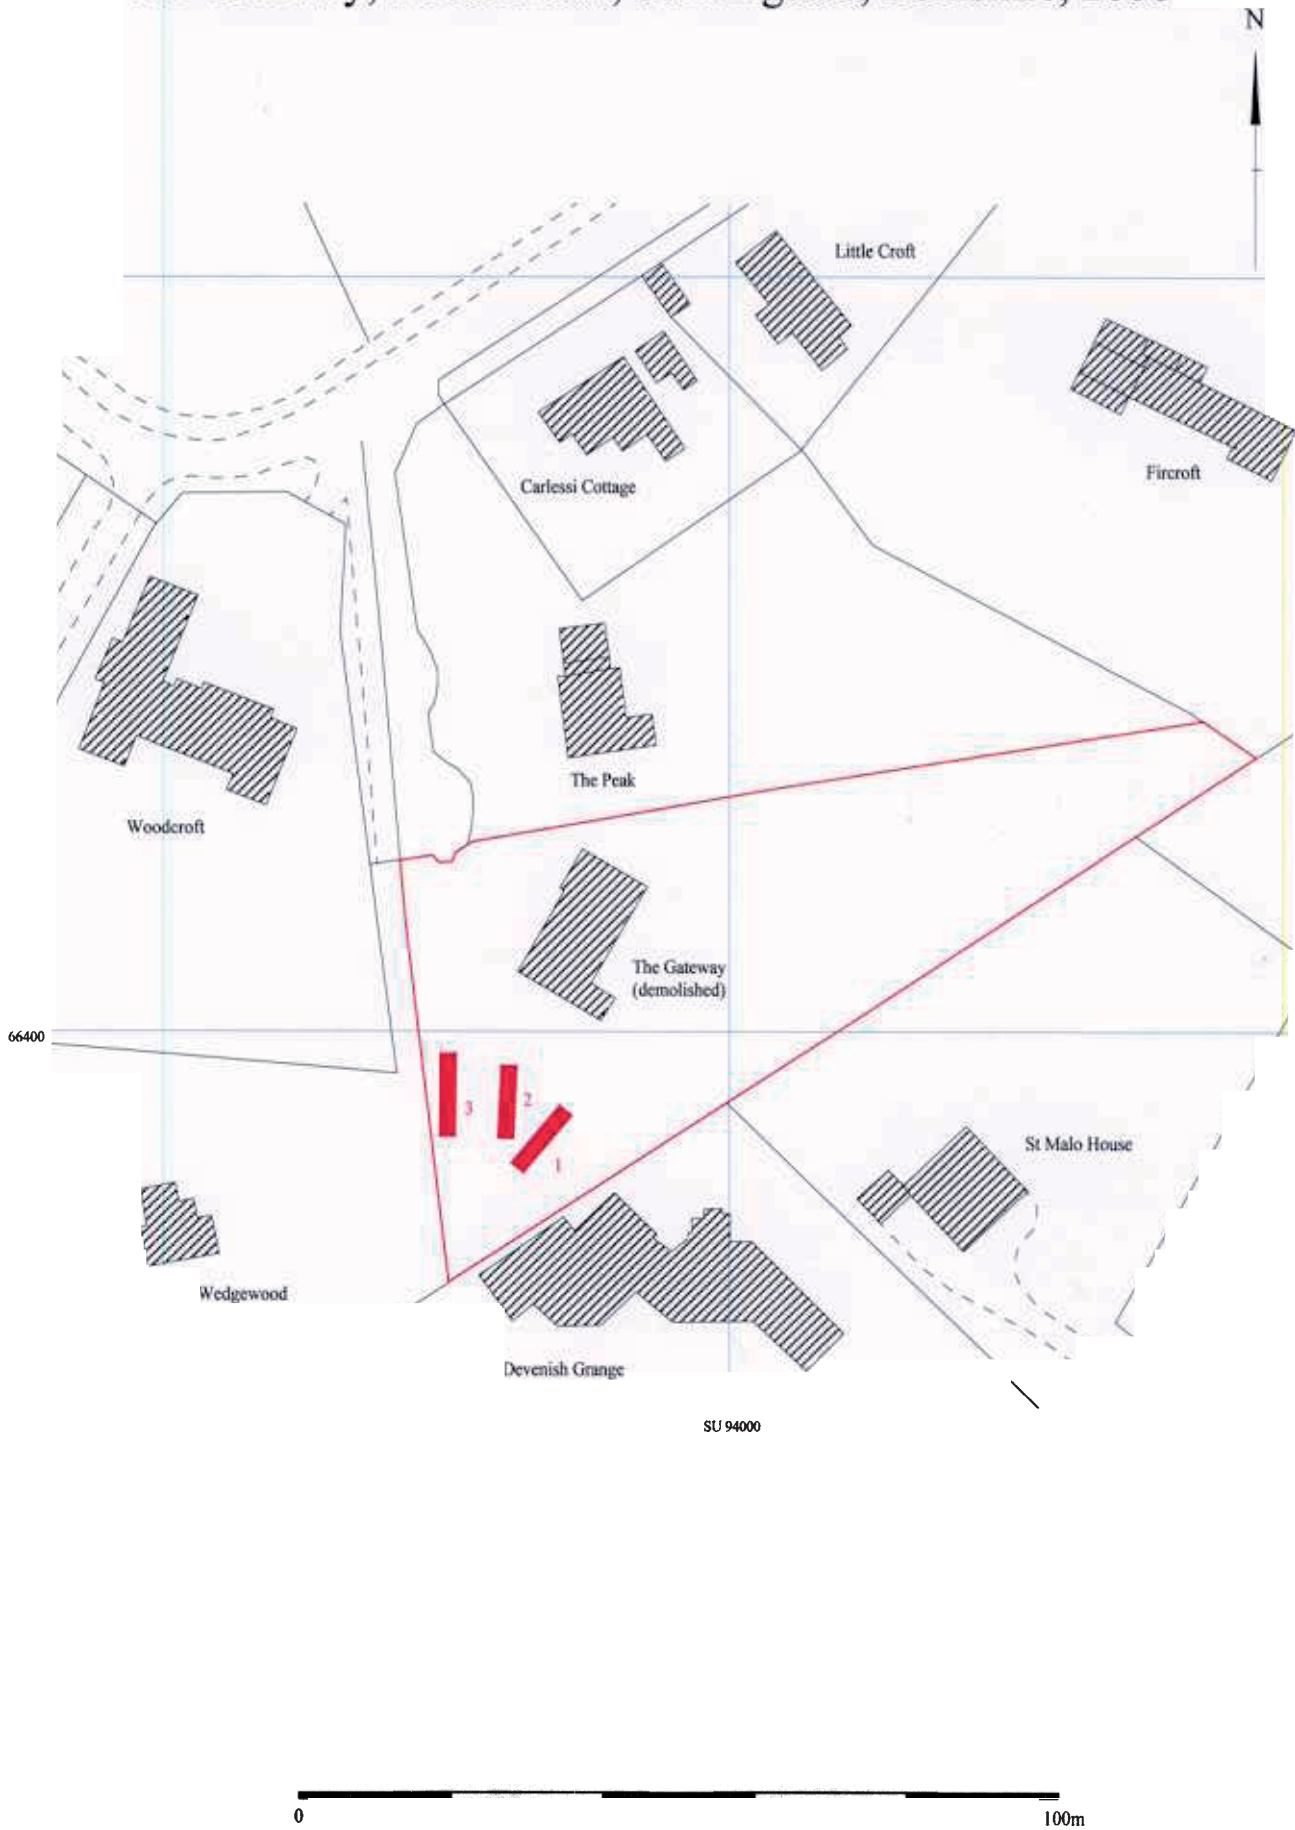 N
Little Croft
Fircroft
Carlessi Cottage
The Peak
Woodcroft
The Gateway
(demolished)
66400
3
2
1
St Malo House
Wedgewood
Devenish Grange
SU 94000
0
100m